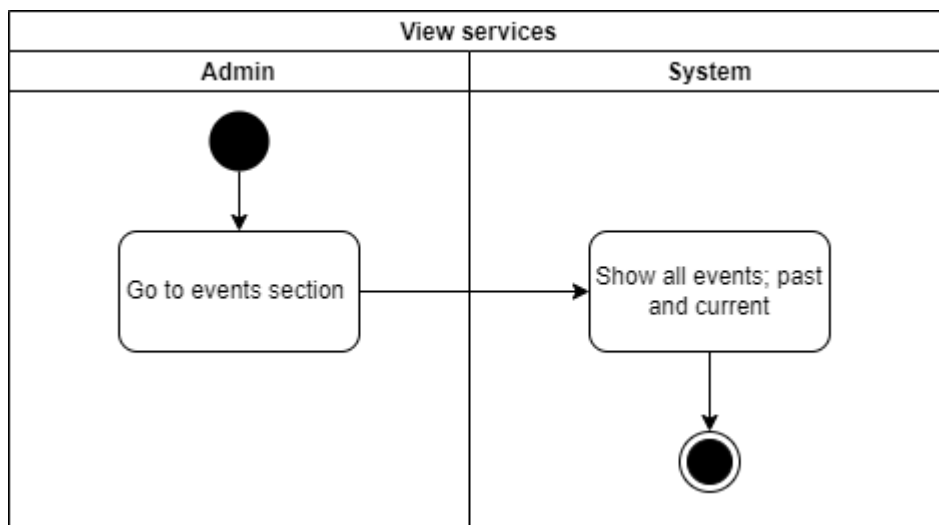 View services
Admin
System
Go to events section
Show all events; past
and current